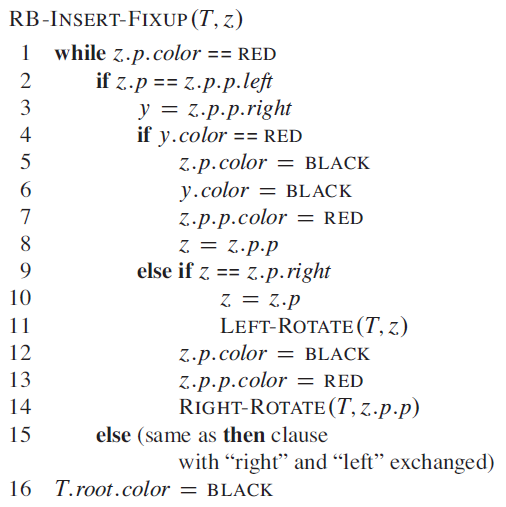 RB-INSERT-FIXUP(T, z)
1 while z.p.color == RED
2 if z.p == z.p.p.left
3 y = z.p.p.right
4 if y.color == RED
5 z.p.color = BLACK
6 y.color = BLACK
7 z.p.p.color = RED
8 z = z.p.p
9 else if z == z.p.right
10 z = z.p
11 LEFT-ROTATE(T, z)
12 z.p.color = BLACK
13 z.p.p.color = RED
14 RIGHT-ROTATE(T, z.p.p)
15 else (same as then clause
with “right” and “left” exchanged)
16 T.root.color = BLACK